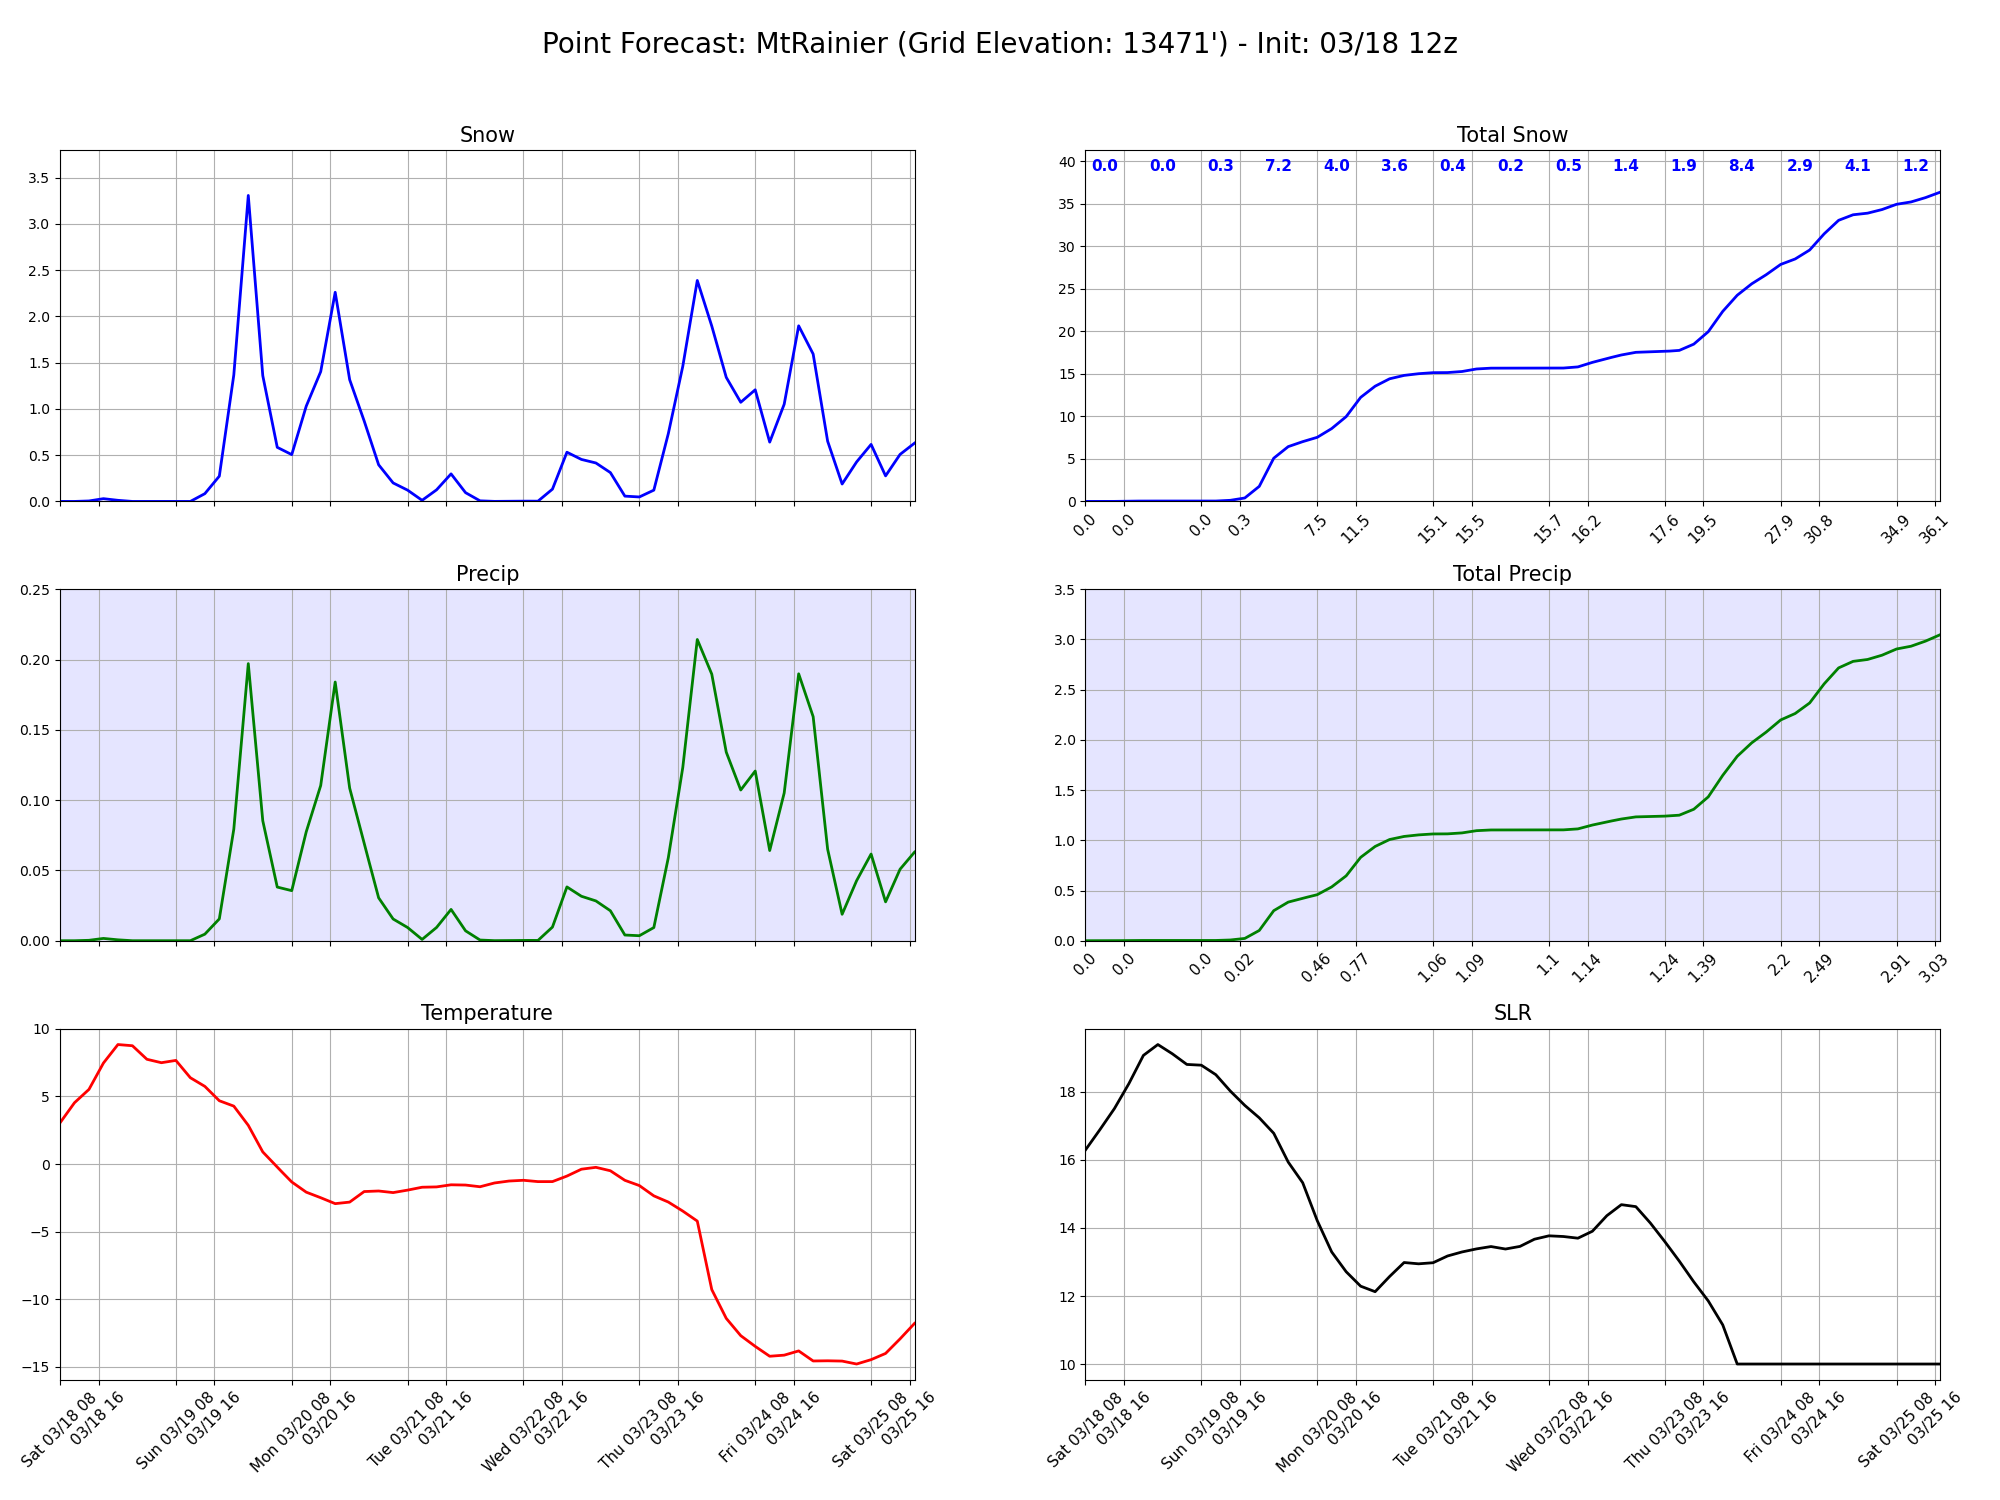 Point Forecast: MtRainier (Grid Elevation: 13471') - Init: 03/18 12z
Snow
3.5
3.0
2.5
2.0
1.5
1.0
0.5
0.0
Total Snow
0.0 0.0 0.3 7.2 4.0 3.6 0.4 0.2 0.5 1.4 1.9 8.4 2.9 4.1 1.2
40
35
30
25
20
15
10
5
0
0.0 0.0 0.0 0.3 7.5 11.5 15.1 15.5 15.7 16.2 17.6 19.5 27.9 30.8 34.9 36.1
Precip
0.25
0.20
0.15
0.10
0.05
0.00
Total Precip
3.5
3.0
2.5
2.0
1.5
1.0
0.5
0.0
0.0 0.0 0.0 0.02 0.46 0.77 1.06 1.09 1.1 1.14 1.24 1.39 2.2 2.49 2.91 3.03
Temperature
10
5
0
−5
−10
−15
Sat 03/18 08
03/18 16
Sun 03/19 08
03/19 16
Mon 03/20 08
03/20 16
Tue 03/21 08
03/21 16
Wed 03/22 08
03/22 16
Thu 03/23 08
03/23 16
Fri 03/24 08
03/24 16
Sat 03/25 08
03/25 16
SLR
18
16
14
12
10
Sat 03/18 08
03/18 16
Sun 03/19 08
03/19 16
Mon 03/20 08
03/20 16
Tue 03/21 08
03/21 16
Wed 03/22 08
03/22 16
Thu 03/23 08
03/23 16
Fri 03/24 08
03/24 16
Sat 03/25 08
03/25 16